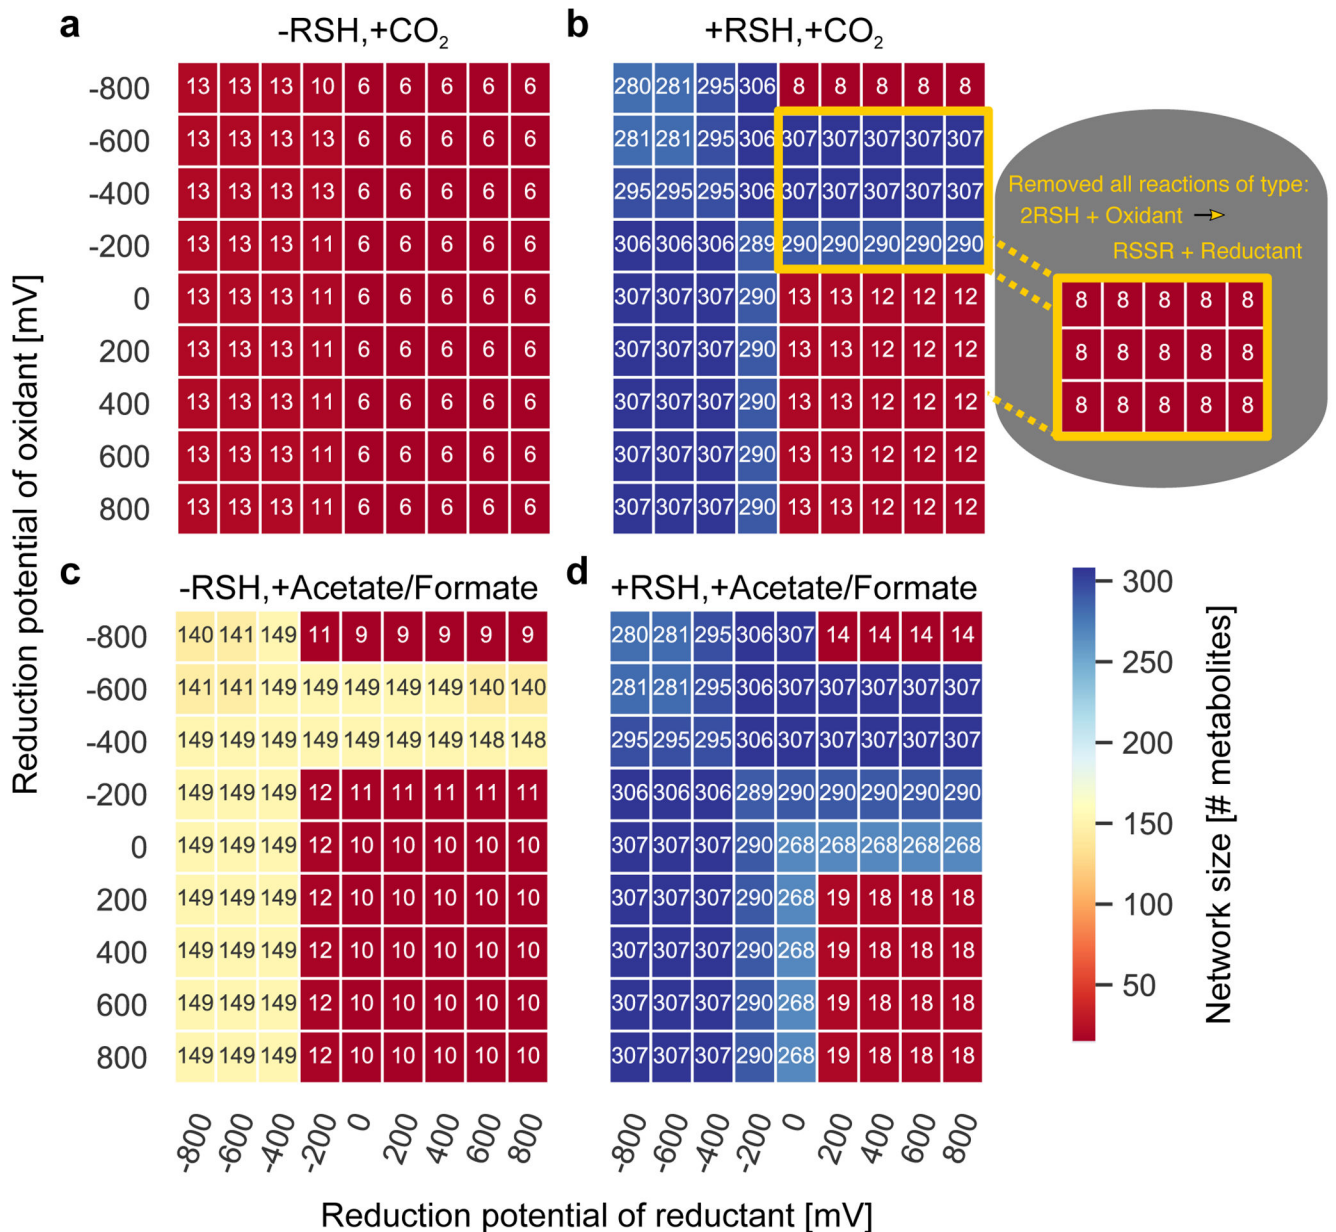 a
-RSH,+CO₂
b
+RSH,+CO₂
-800 13 13 13 10 6 6 6 6 6 280 281 295 306 8 8 8 8 8
-600 13 13 13 13 6 6 6 6 6 281 281 295 306 307 307 307 307 307
-400 13 13 13 13 6 6 6 6 6 295 295 295 306 307 307 307 307 307
-200 13 13 13 11 6 6 6 6 6 306 306 306 289 290 290 290 290 290
0 13 13 13 11 6 6 6 6 6 307 307 307 290 13 13 12 12 12
200 13 13 13 11 6 6 6 6 6 307 307 307 290 13 13 12 12 12
400 13 13 13 11 6 6 6 6 6 307 307 307 290 13 13 12 12 12
600 13 13 13 11 6 6 6 6 6 307 307 307 290 13 13 12 12 12
800 13 13 13 11 6 6 6 6 6 307 307 307 290 13 13 12 12 12
Removed all reactions of type:
2RSH + Oxidant
RSSR + Reductant
8 8 8 8 8
8 8 8 8 8
8 8 8 8 8
Reduction potential of oxidant [mV]
c
-RSH,+Acetate/Formate
d
+RSH,+Acetate/Formate
-800 140 141 149 11 9 9 9 9 9 280 281 295 306 307 14 14 14 14
-600 141 141 149 149 149 149 149 140 140 281 281 295 306 307 307 307 307 307
-400 149 149 149 149 149 149 149 148 148 295 295 295 306 307 307 307 307 307
-200 149 149 149 12 11 11 11 11 11 306 306 306 289 290 290 290 290 290
0 149 149 149 12 10 10 10 10 10 307 307 307 290 268 268 268 268 268
200 149 149 149 12 10 10 10 10 10 307 307 307 290 268 19 18 18 18
400 149 149 149 12 10 10 10 10 10 307 307 307 290 268 19 18 18 18
600 149 149 149 12 10 10 10 10 10 307 307 307 290 268 19 18 18 18
800 149 149 149 12 10 10 10 10 10 307 307 307 290 268 19 18 18 18
-800 -600 -400 -200 0 200 400 600 800 -800 -600 -400 -200 0 200 400 600 800
Reduction potential of reductant [mV]
300
250
200
150
100
50
Network size [# metabolites]